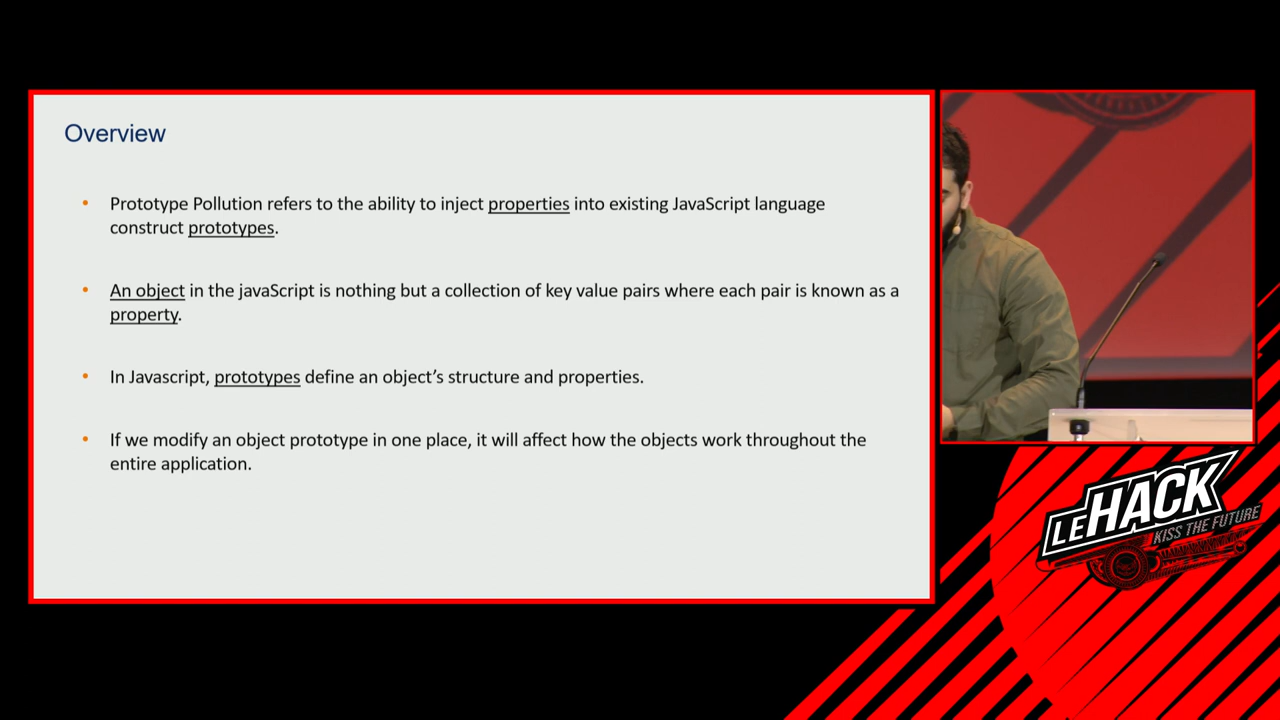 Overview
• Prototype Pollution refers to the ability to inject properties into existing JavaScript language
construct prototypes.
• An object in the javaScript is nothing but a collection of key value pairs where each pair is known as a
property.
• In Javascript, prototypes define an object’s structure and properties.
• If we modify an object prototype in one place, it will affect how the objects work throughout the
entire application.
LEHACK
KISS THE FUTURE